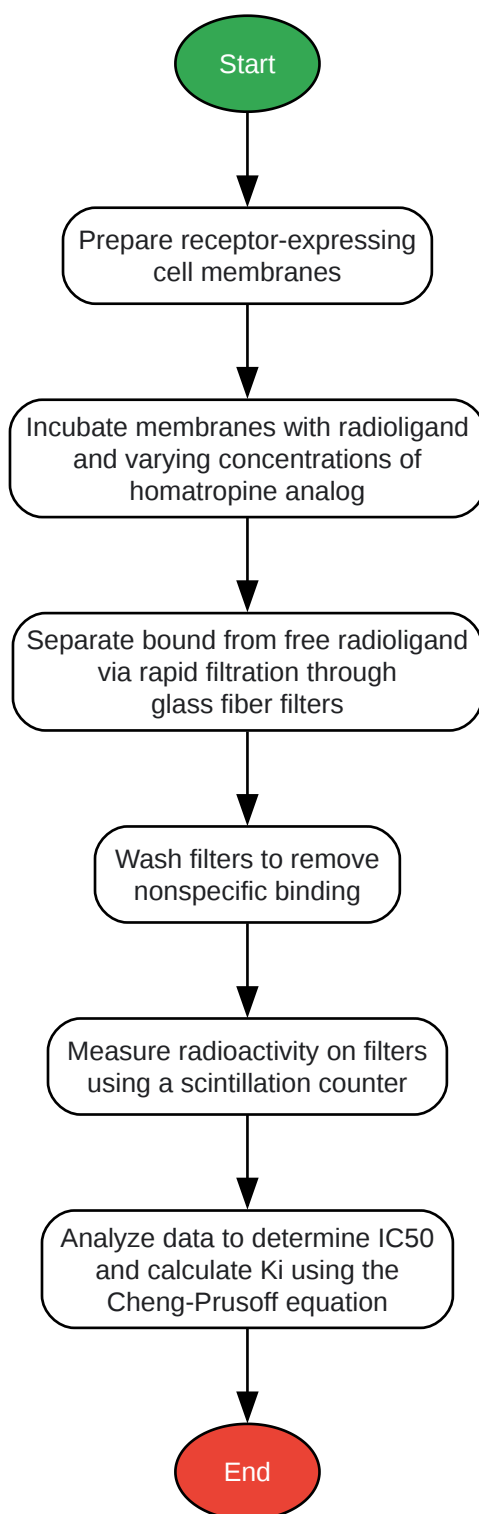 Start
Prepare receptor-expressing
cell membranes
Incubate membranes with radioligand
and varying concentrations of
homatropine analog
Separate bound from free radioligand
via rapid filtration through
glass fiber filters
Wash filters to remove
nonspecific binding
Measure radioactivity on filters
using a scintillation counter
Analyze data to determine IC50
and calculate Ki using the
Cheng-Prusoff equation
End